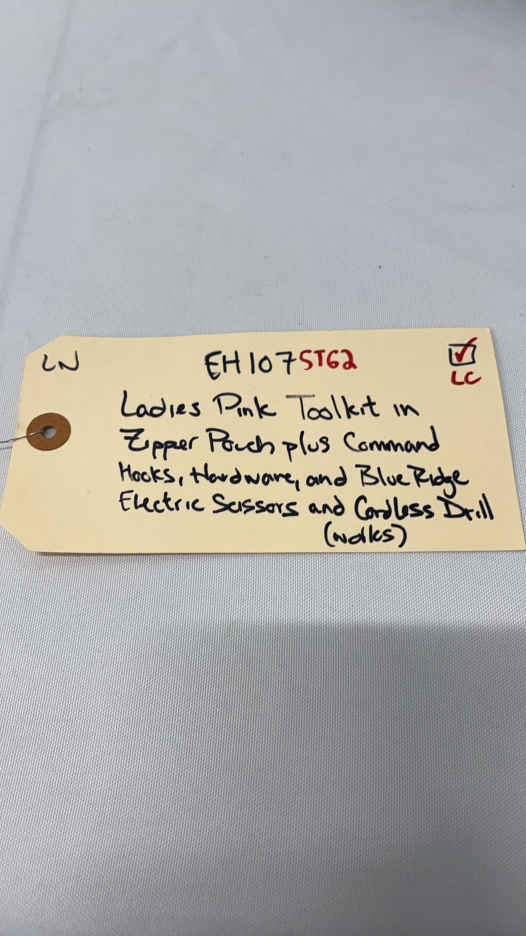 LN EH107ST62 ☑
LC
Ladies Pink Toolkit in
Zipper Pouch plus Command
Hooks, Hardware, and Blue Ridge
Electric Scissors and Cordless Drill
(works)